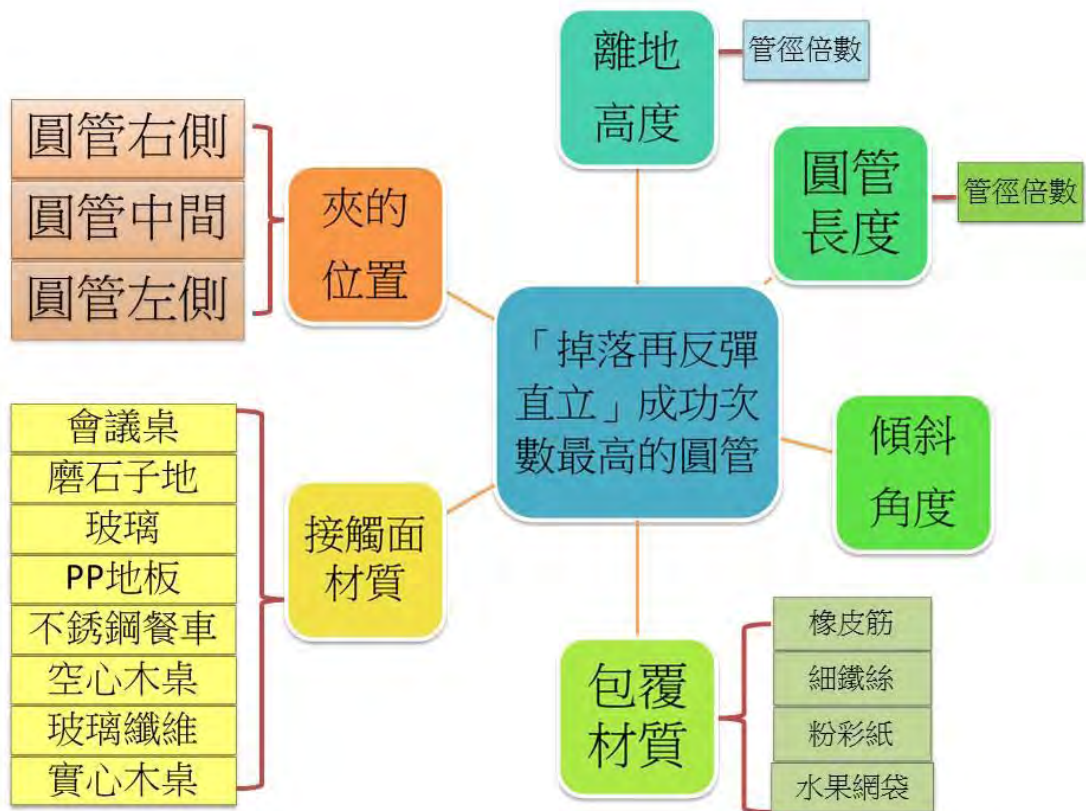 離地
高度
管徑倍數
圓管
長度
管徑倍數
圓管右側
圓管中間
圓管左側
夾的
位置
「掉落再反彈
直立」成功次
數最高的圓管
傾斜
角度
會議桌
磨石子地
玻璃
PP地板
不銹鋼餐車
空心木桌
玻璃纖維
實心木桌
接觸面
材質
包覆
材質
橡皮筋
細鐵絲
粉彩紙
水果網袋